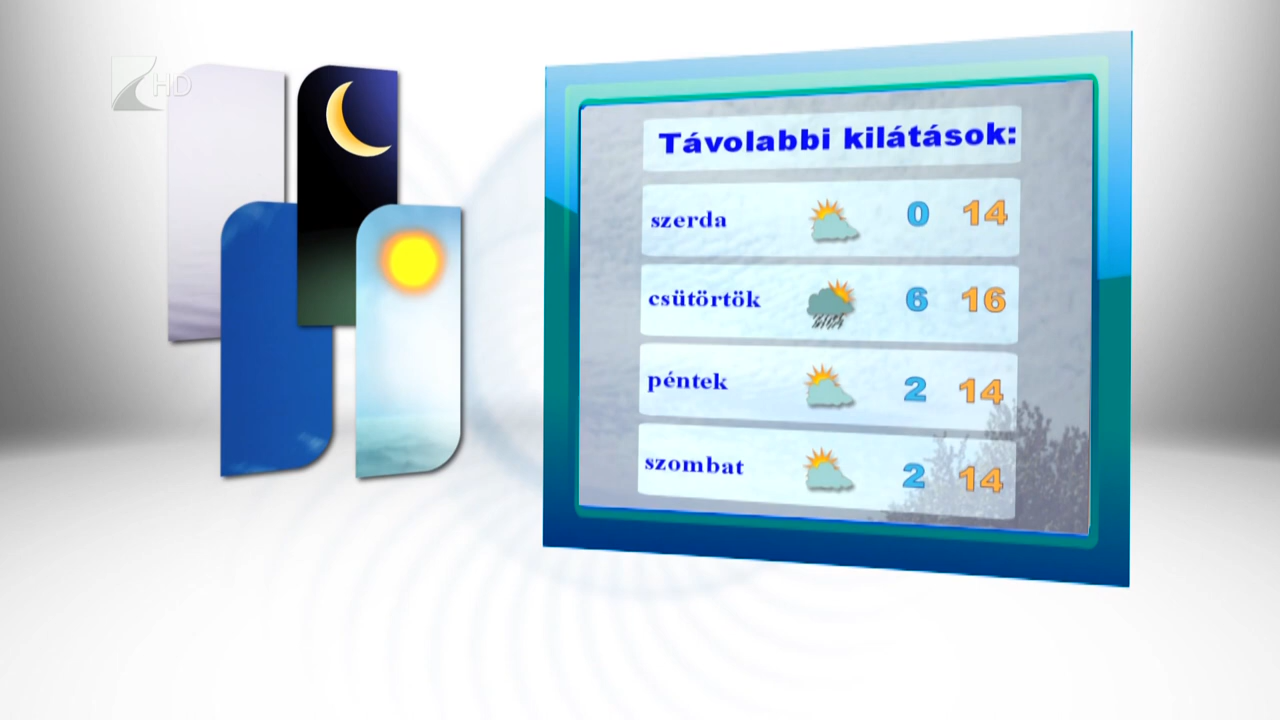 HD
Távolabbi kilátások:
szerda 0 14
csütörtök 6 16
péntek 2 14
szombat 2 14